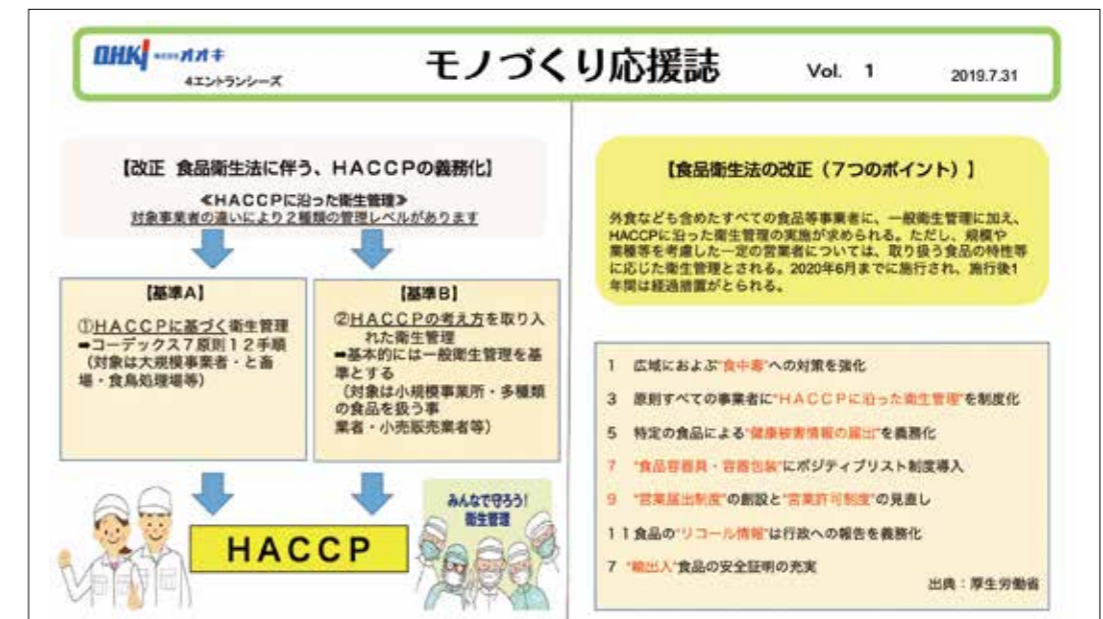 OHK! 株式会社オオキ
4エントランシーズ
モノづくり応援誌
Vol. 1
2019.7.31
【改正 食品衛生法に伴う、HACCPの義務化】
≪HACCPに沿った衛生管理≫
対象事業者の違いにより2種類の管理レベルがあります
【基準A】
①HACCPに基づく衛生管理
➡コーデックス7原則12手順
(対象は大規模事業者・と畜
場・食鳥処理場等)
【基準B】
②HACCPの考え方を取り入
れた衛生管理
➡基本的には一般衛生管理を基
準とする
(対象は小規模事業所・多種類
の食品を扱う事
業者・小売販売業者等)
みんなで守ろう!
衛生管理
HACCP
【食品衛生法の改正(7つのポイント)】
外食なども含めたすべての食品等事業者に、一般衛生管理に加え、
HACCPに沿った衛生管理の実施が求められる。ただし、規模や
業種等を考慮した一定の営業者については、取り扱う食品の特性等
に応じた衛生管理とされる。2020年6月までに施行され、施行後1
年間は経過措置がとられる。
1 広域におよぶ"食中毒"への対策を強化
3 原則すべての事業者に"HACCPに沿った衛生管理"を制度化
5 特定の食品による"健康被害情報の届出"を義務化
7 "食品容器具・容器包装"にポジティブリスト制度導入
9 "営業届出制度"の創設と"営業許可制度"の見直し
11食品の"リコール情報"は行政への報告を義務化
7 "輸出入"食品の安全証明の充実
出典:厚生労働省